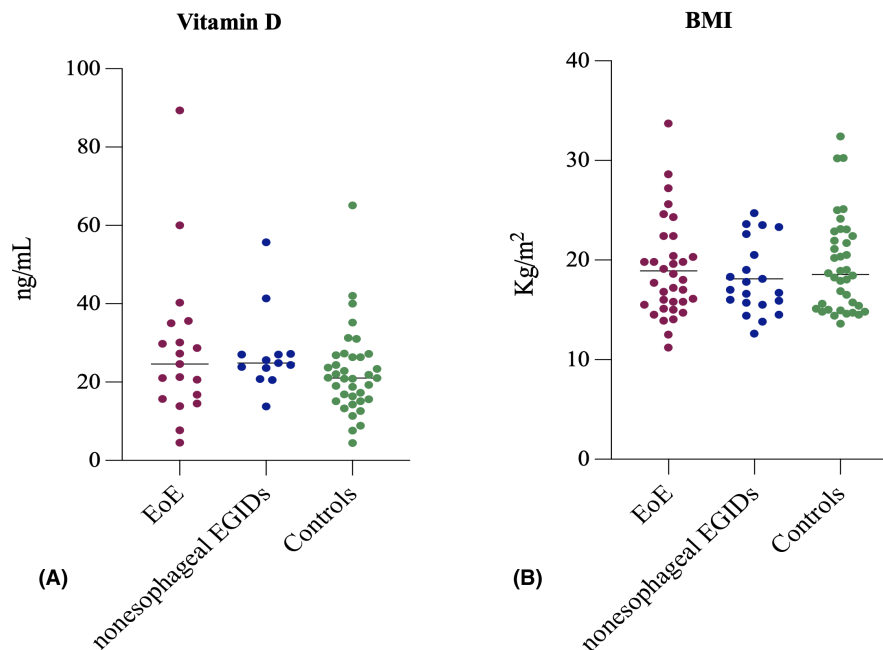 Vitamin D
100
80
60
40
20
0
ng/mL
EoE
nonesophageal EGIDs
Controls
(A)
BMI
40
30
20
10
0
Kg/m²
EoE
nonesophageal EGIDs
Controls
(B)